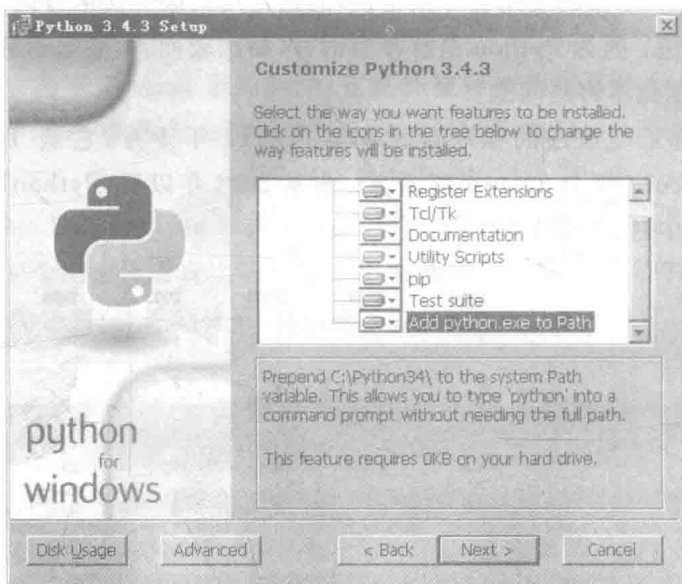 Python 3.4.3 Setup
Customize Python 3.4.3
Select the way you want features to be installed.
Click on the icons in the tree below to change the
way features will be installed.
Register Extensions
Tcl/Tk
Documentation
Utility Scripts
pip
Test suite
Add python.exe to Path
Prepend C:\Python34\ to the system Path
variable. This allows you to type 'python' into a
command prompt without needing the full path.
This feature requires 0KB on your hard drive.
python
for
windows
Disk Usage
Advanced
< Back
Next >
Cancel